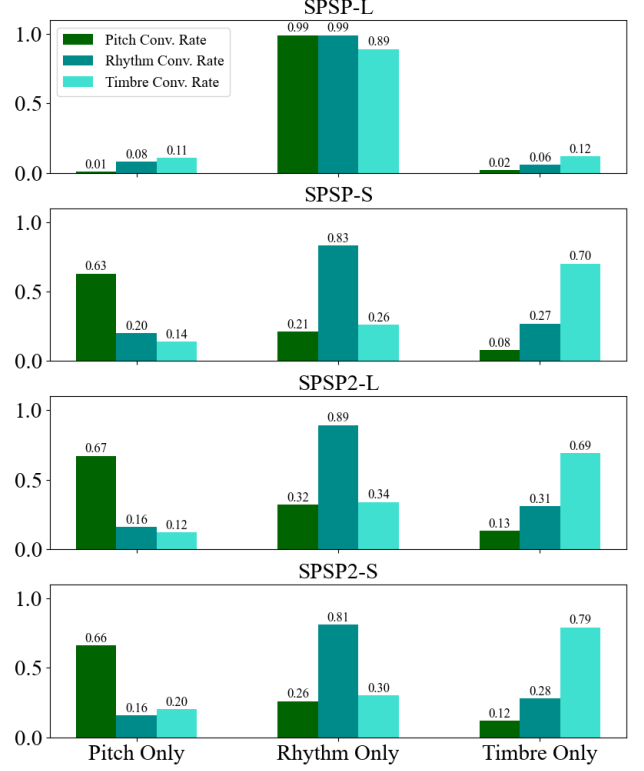 SPSP-L
1.0
0.5
0.0
Pitch Conv. Rate
Rhythm Conv. Rate
Timbre Conv. Rate
0.01 0.08 0.11 0.99 0.99 0.89 0.02 0.06 0.12
SPSP-S
1.0
0.5
0.0
0.63 0.20 0.14 0.21 0.83 0.26 0.08 0.27 0.70
SPSP2-L
1.0
0.5
0.0
0.67 0.16 0.12 0.32 0.89 0.34 0.13 0.31 0.69
SPSP2-S
1.0
0.5
0.0
0.66 0.16 0.20 0.26 0.81 0.30 0.12 0.28 0.79
Pitch Only Rhythm Only Timbre Only